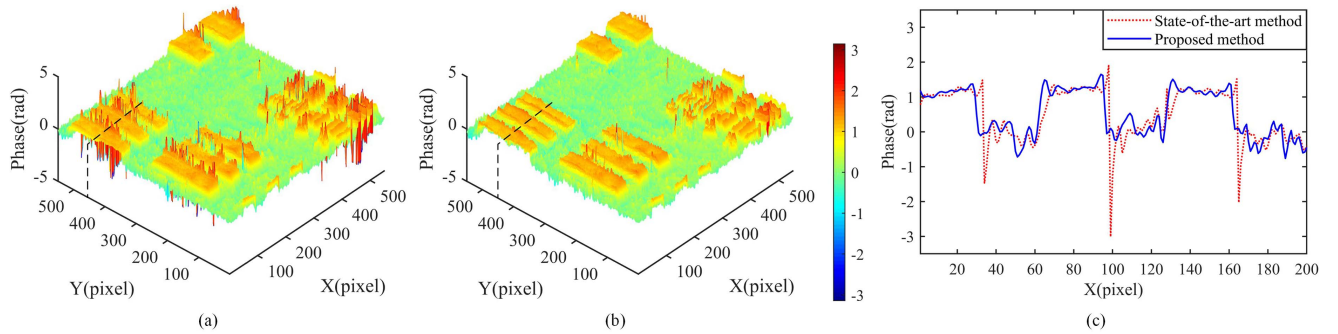 5
0
-5
Phase(rad)
500
400
300
200
100
Y(pixel)
100
200
300
400
500
X(pixel)
(a)
5
0
-5
Phase(rad)
500
400
300
200
100
Y(pixel)
100
200
300
400
500
X(pixel)
(b)
3
2
1
0
-1
-2
-3
State-of-the-art method
Proposed method
3
2
1
0
-1
-2
-3
Phase(rad)
20 40 60 80 100 120 140 160 180 200
X(pixel)
(c)